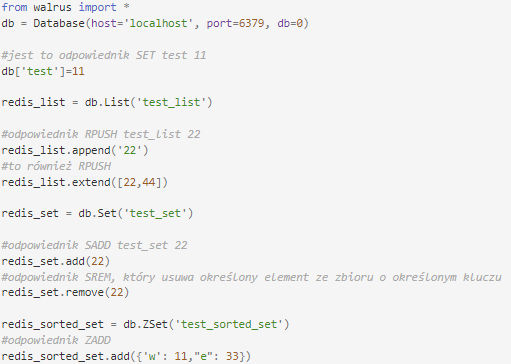 from walrus import *
db = Database(host='localhost', port=6379, db=0)
#jest to odpowiednik SET test 11
db['test']=11
redis_list = db.List('test_list')
#odpowiednik RPUSH test_list 22
redis_list.append('22')
#to również RPUSH
redis_list.extend([22,44])
redis_set = db.Set('test_set')
#odpowiednik SADD test_set 22
redis_set.add(22)
#odpowiednik SREM, który usuwa określony element ze zbioru o określonym kluczu
redis_set.remove(22)
redis_sorted_set = db.ZSet('test_sorted_set')
#odpowiednik ZADD
redis_sorted_set.add({'w': 11,"e": 33})